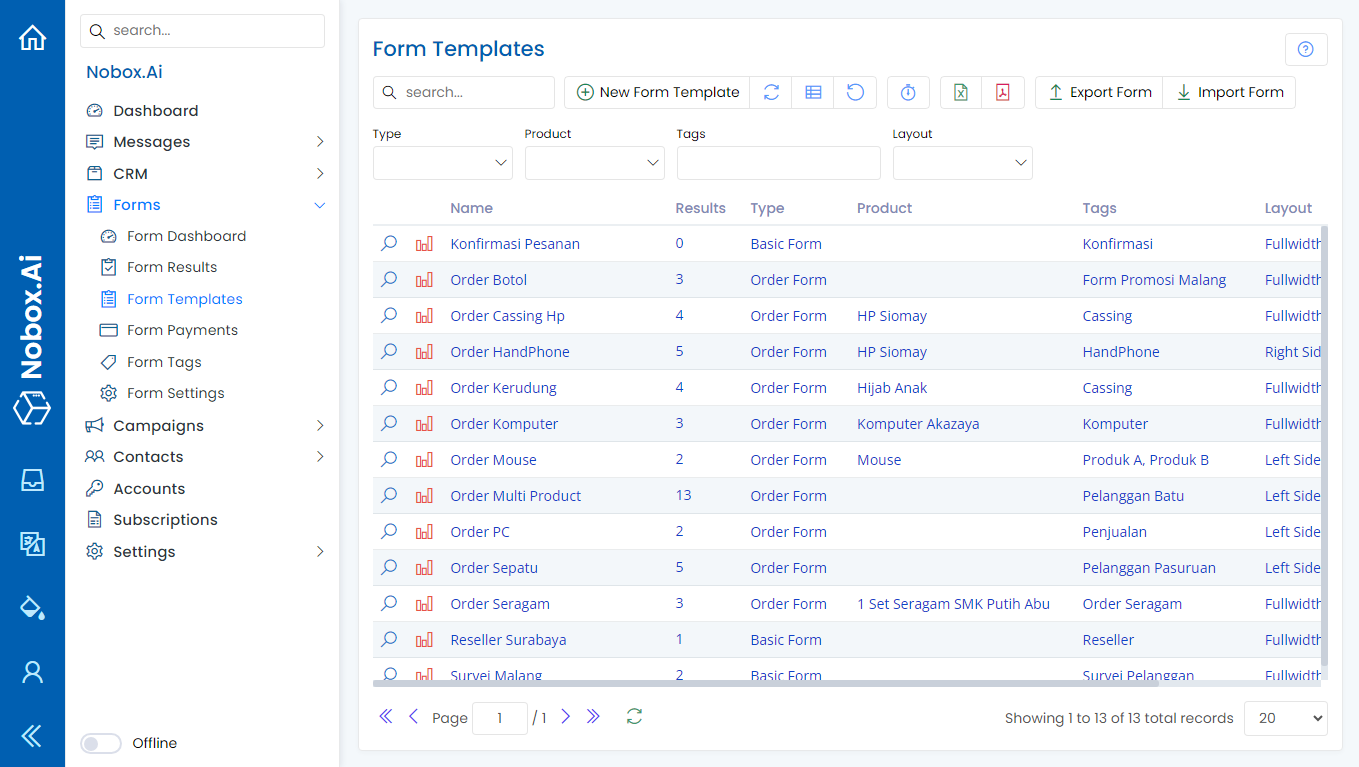 Nobox.Ai
search...
Nobox.Ai
Dashboard
Messages
CRM
Forms
Form Dashboard
Form Results
Form Templates
Form Payments
Form Tags
Form Settings
Campaigns
Contacts
Accounts
Subscriptions
Settings
Offline
Form Templates
search... New Form Template Export Form Import Form
Type Product Tags Layout
Name Results Type Product Tags Layout
Konfirmasi Pesanan 0 Basic Form Konfirmasi Fullwidth
Order Botol 3 Order Form Form Promosi Malang Fullwidth
Order Cassing Hp 4 Order Form HP Siomay Cassing Fullwidth
Order HandPhone 5 Order Form HP Siomay HandPhone Right Sid
Order Kerudung 4 Order Form Hijab Anak Cassing Fullwidth
Order Komputer 3 Order Form Komputer Akazaya Komputer Fullwidth
Order Mouse 2 Order Form Mouse Produk A, Produk B Left Side
Order Multi Product 13 Order Form Pelanggan Batu Left Side
Order PC 2 Order Form Penjualan Left Side
Order Sepatu 5 Order Form Pelanggan Pasuruan Left Side
Order Seragam 3 Order Form 1 Set Seragam SMK Putih Abu Order Seragam Fullwidth
Reseller Surabaya 1 Basic Form Reseller Fullwidth
Survei Malang 2 Basic Form Survei Pelanggan Fullwidth
Page 1 / 1 Showing 1 to 13 of 13 total records 20